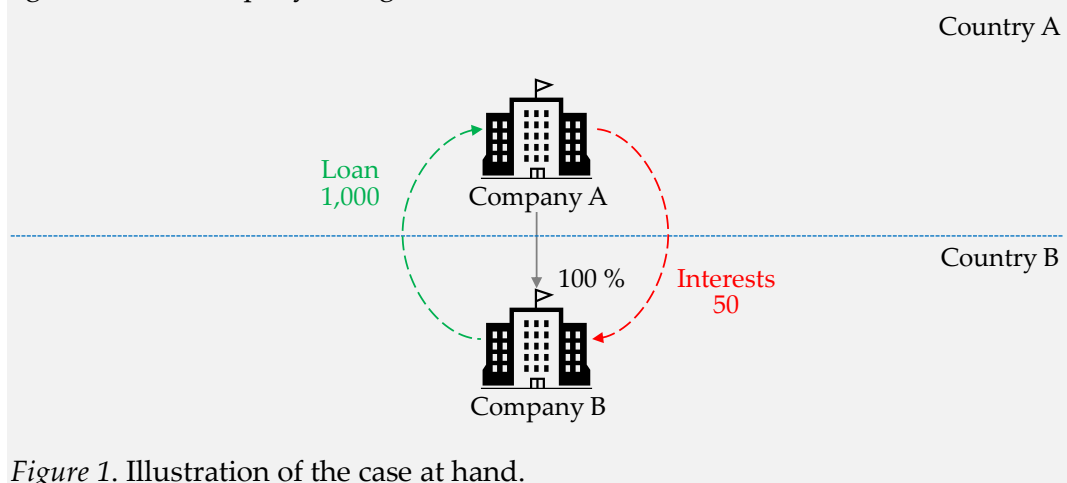 Country A
Loan
1,000
Company A
Country B
100 %
Interests
50
Company B
Figure 1. Illustration of the case at hand.